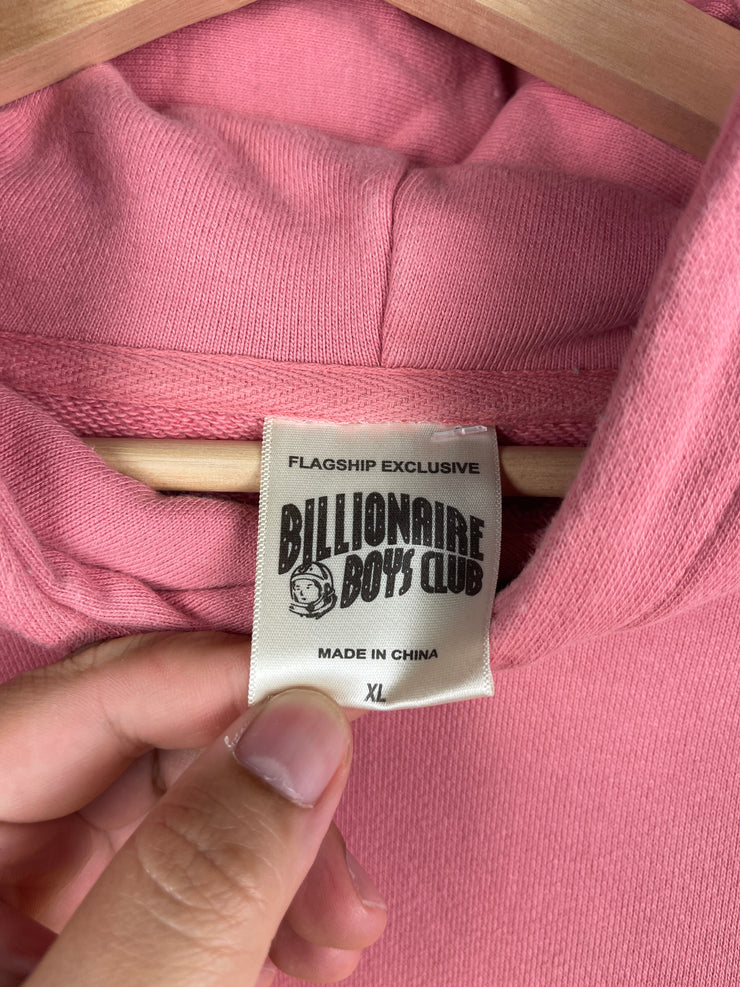 FLAGSHIP EXCLUSIVE
BILLIONAIRE
BOYS CLUB
MADE IN CHINA
XL